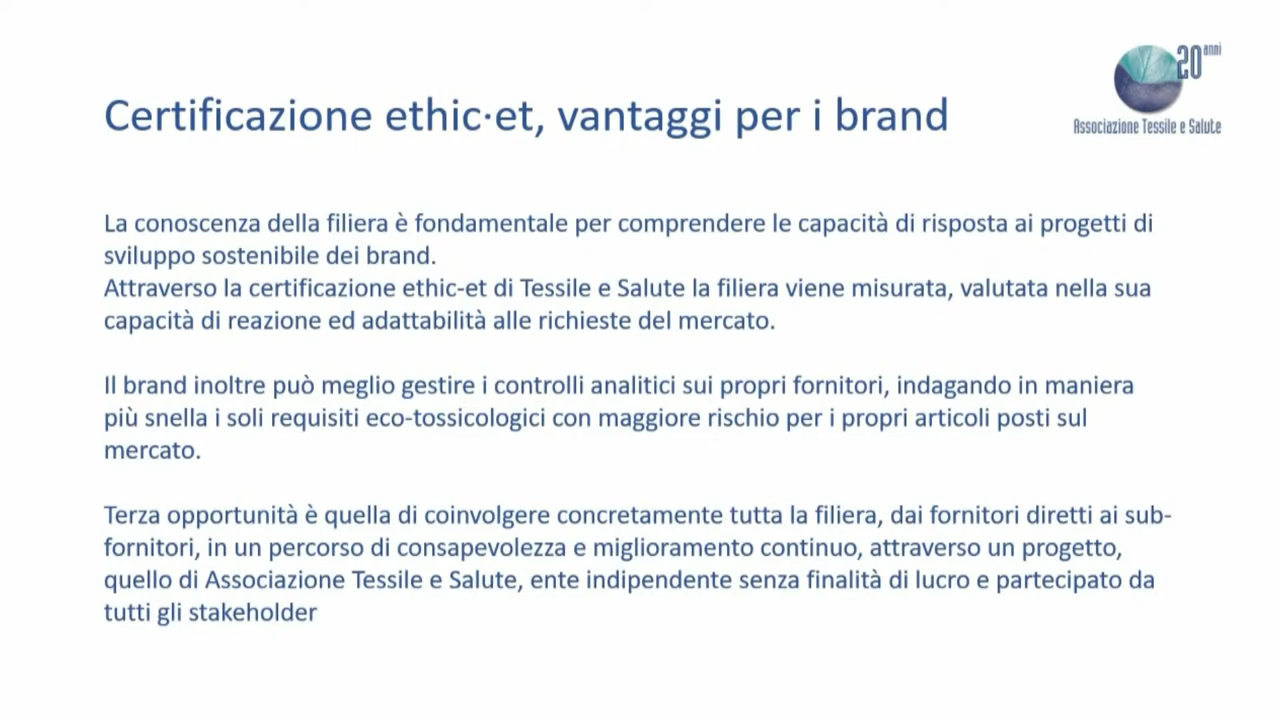 20 anni
Associazione Tessile e Salute
Certificazione ethic·et, vantaggi per i brand
La conoscenza della filiera è fondamentale per comprendere le capacità di risposta ai progetti di
sviluppo sostenibile dei brand.
Attraverso la certificazione ethic-et di Tessile e Salute la filiera viene misurata, valutata nella sua
capacità di reazione ed adattabilità alle richieste del mercato.
Il brand inoltre può meglio gestire i controlli analitici sui propri fornitori, indagando in maniera
più snella i soli requisiti eco-tossicologici con maggiore rischio per i propri articoli posti sul
mercato.
Terza opportunità è quella di coinvolgere concretamente tutta la filiera, dai fornitori diretti ai sub-
fornitori, in un percorso di consapevolezza e miglioramento continuo, attraverso un progetto,
quello di Associazione Tessile e Salute, ente indipendente senza finalità di lucro e partecipato da
tutti gli stakeholder